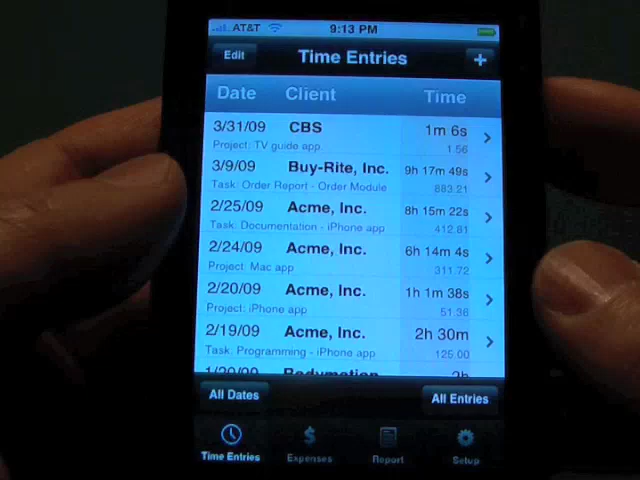 AT&T 9:13 PM
Edit Time Entries +
Date Client Time
3/31/09 CBS 1m 6s
Project: TV guide app. 1.56
3/9/09 Buy-Rite, Inc. 9h 17m 49s
Task: Order Report - Order Module 883.21
2/25/09 Acme, Inc. 8h 15m 22s
Task: Documentation - iPhone app 412.81
2/24/09 Acme, Inc. 6h 14m 4s
Project: Mac app 311.72
2/20/09 Acme, Inc. 1h 1m 38s
Project: iPhone app 51.36
2/19/09 Acme, Inc. 2h 30m
Task: Programming - iPhone app 125.00
All Dates All Entries
Time Entries Expenses Report Setup